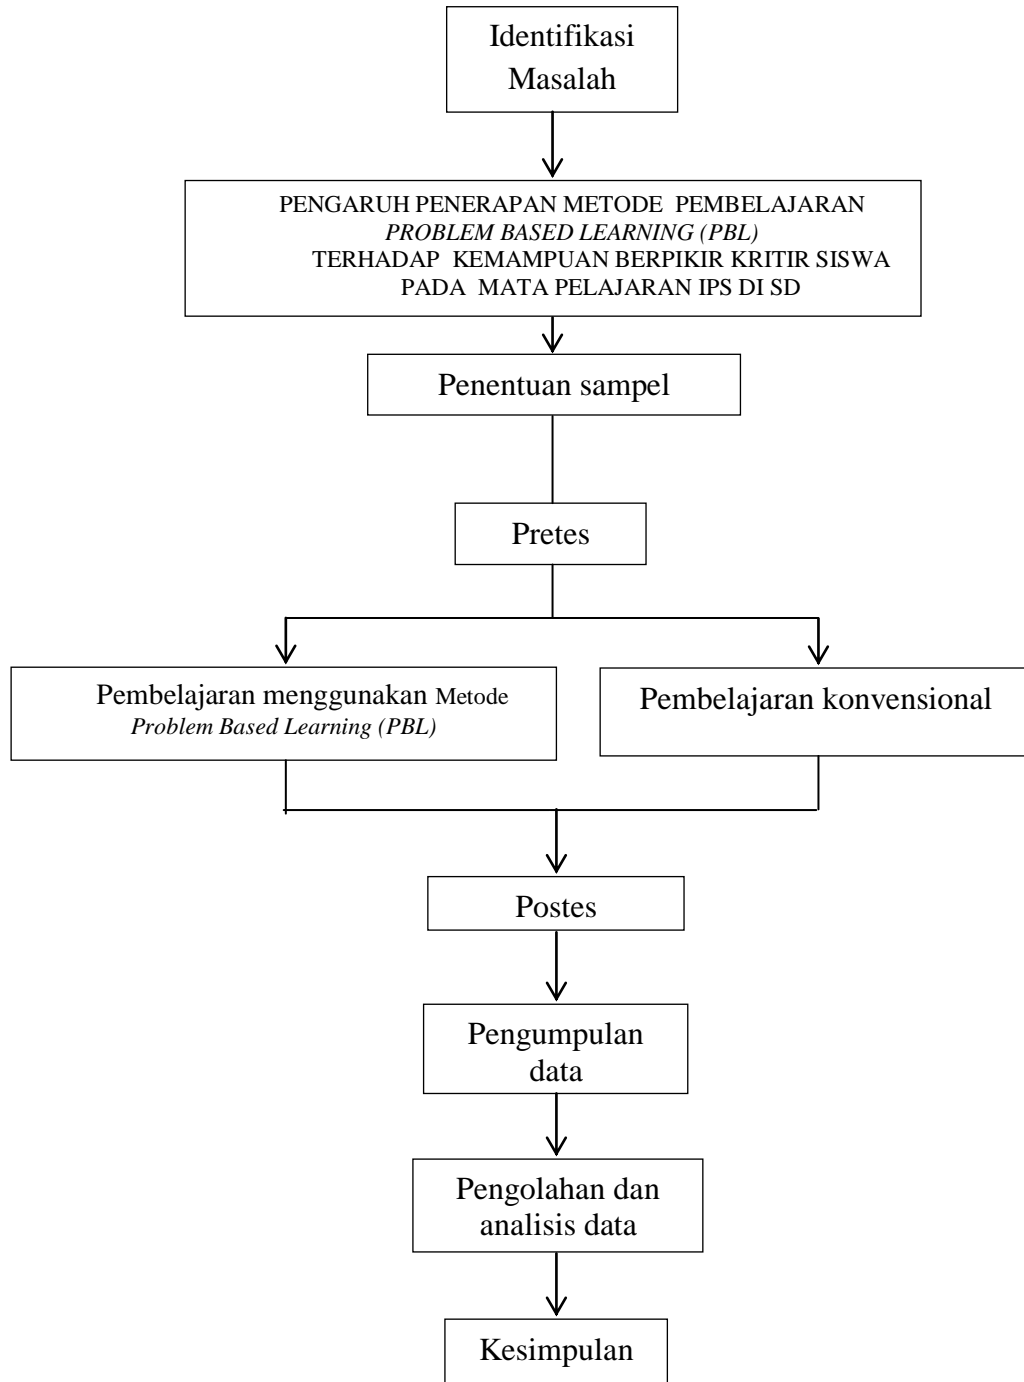 Identifikasi
Masalah
PENGARUH PENERAPAN METODE PEMBELAJARAN
PROBLEM BASED LEARNING (PBL)
TERHADAP KEMAMPUAN BERPIKIR KRITIR SISWA
PADA MATA PELAJARAN IPS DI SD
Penentuan sampel
Pretes
Pembelajaran menggunakan Metode
Problem Based Learning (PBL)
Pembelajaran konvensional
Postes
Pengumpulan
data
Pengolahan dan
analisis data
Kesimpulan